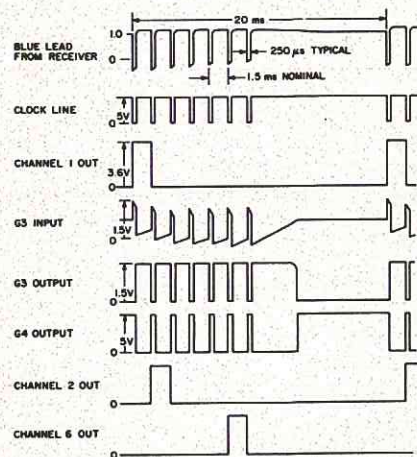 20 ms
1.0
BLUE LEAD
FROM RECEIVER
0
250 µs TYPICAL
1.5 ms NOMINAL
CLOCK LINE
5V
0
CHANNEL 1 OUT
3.6V
0
G3 INPUT
1.5V
0
G3 OUTPUT
1.5V
0
G4 OUTPUT
5V
0
CHANNEL 2 OUT
0
CHANNEL 6 OUT
0